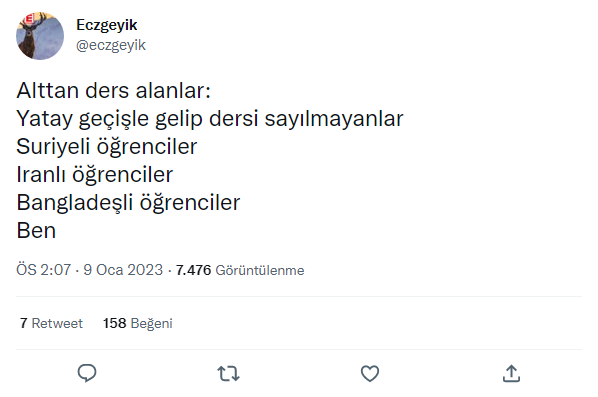 Eczgeyik
@eczgeyik
Alttan ders alanlar:
Yatay geçişle gelip dersi sayılmayanlar
Suriyeli öğrenciler
Iranlı öğrenciler
Bangladeşli öğrenciler
Ben
ÖS 2:07 · 9 Oca 2023 · 7.476 Görüntülenme
7 Retweet 158 Beğeni